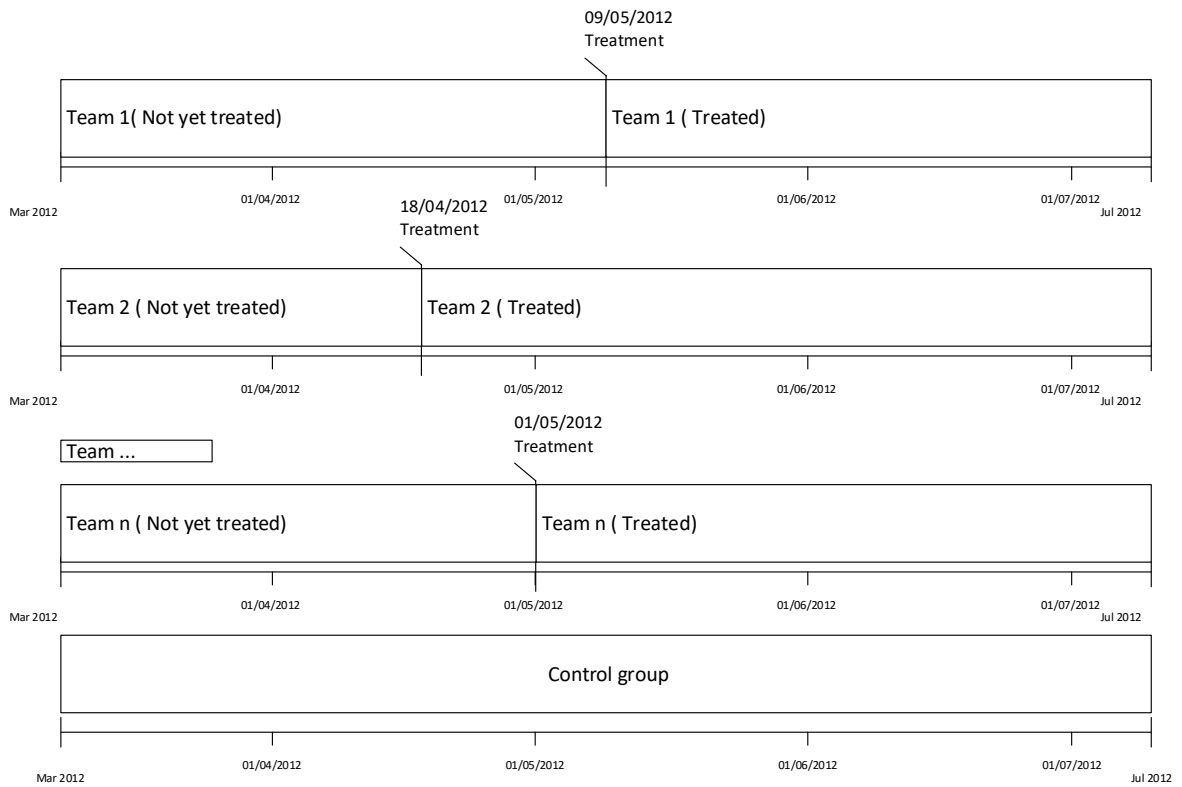 09/05/2012
Treatment
Team 1( Not yet treated)
Team 1 ( Treated)
01/04/2012
01/05/2012
01/06/2012
01/07/2012
Mar 2012
Jul 2012
18/04/2012
Treatment
Team 2 ( Not yet treated)
Team 2 ( Treated)
01/04/2012
01/05/2012
01/06/2012
01/07/2012
Mar 2012
Jul 2012
01/05/2012
Treatment
Team ...
Team n ( Not yet treated)
Team n ( Treated)
01/04/2012
01/05/2012
01/06/2012
01/07/2012
Mar 2012
Jul 2012
Control group
01/04/2012
01/05/2012
01/06/2012
01/07/2012
Mar 2012
Jul 2012